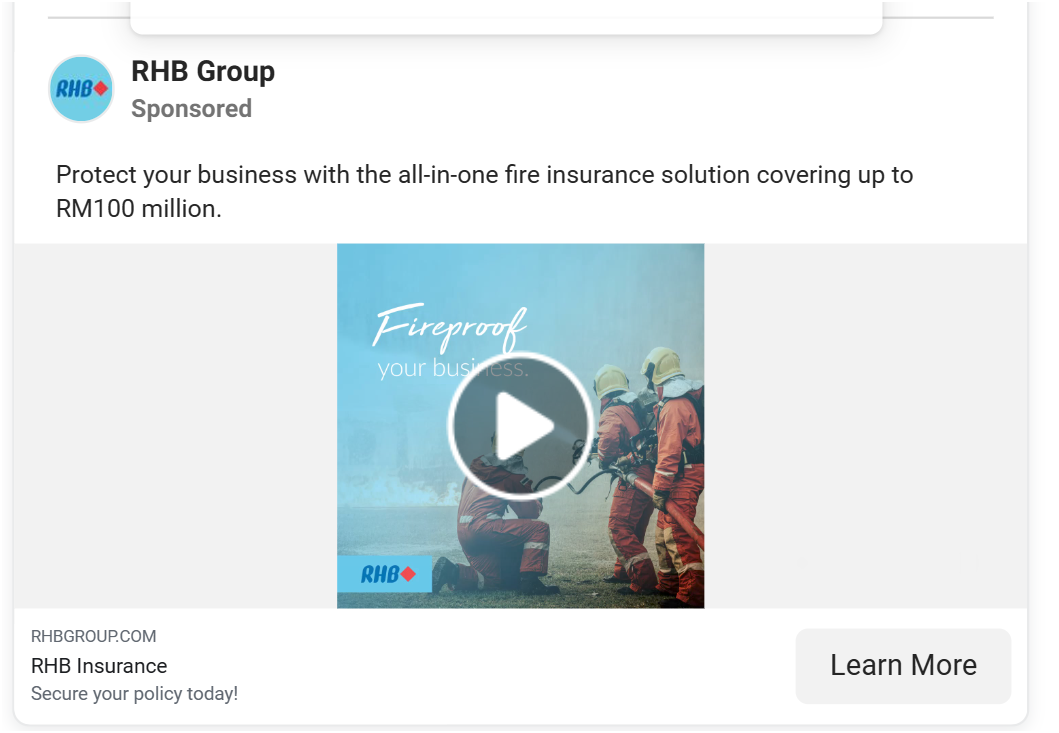 RHB
RHB Group
Sponsored
Protect your business with the all-in-one fire insurance solution covering up to
RM100 million.
Fireproof
your business.
RHB
RHBGROUP.COM
RHB Insurance
Secure your policy today!
Learn More